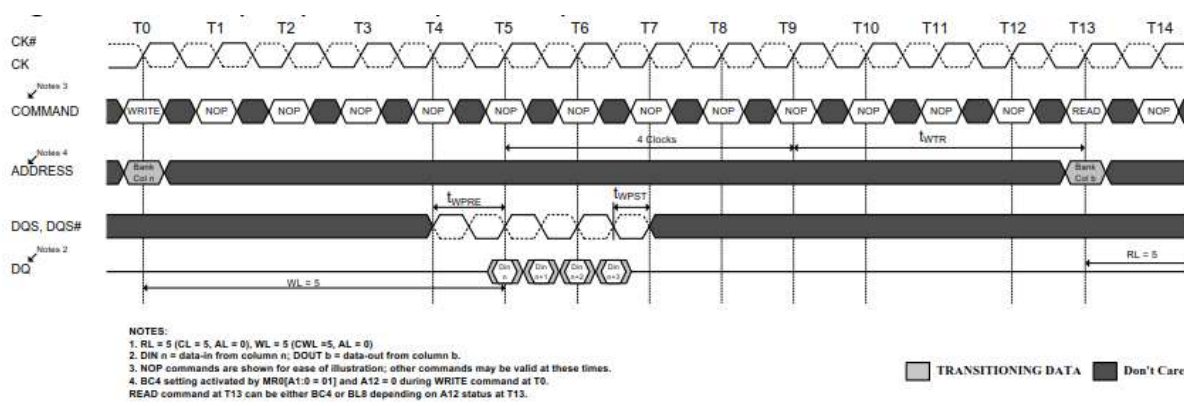 T0 T1 T2 T3 T4 T5 T6 T7 T8 T9 T10 T11 T12 T13 T14
CK#
CK
Notes 3
COMMAND WRITE NOP NOP NOP NOP NOP NOP NOP NOP NOP NOP NOP NOP READ NOP
4 Clocks tWTR
Notes 4
ADDRESS Bank Col n Bank Col b
tWPRE tWPST
DQS, DQS#
Notes 2
DQ Din n Din n+1 Din n+2 Din n+3
WL = 5 RL = 5
NOTES:
1. RL = 5 (CL = 5, AL = 0), WL = 5 (CWL =5, AL = 0)
2. DIN n = data-in from column n; DOUT b = data-out from column b.
3. NOP commands are shown for ease of illustration; other commands may be valid at these times.
4. BC4 setting activated by MR0[A1:0 = 01] and A12 = 0 during WRITE command at T0.
READ command at T13 can be either BC4 or BL8 depending on A12 status at T13.
TRANSITIONING DATA Don't Care